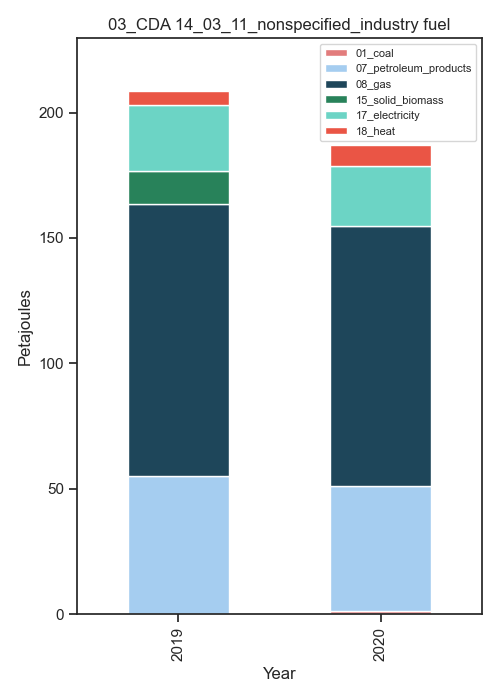 03_CDA 14_03_11_nonspecified_industry fuel
01_coal
07_petroleum_products
08_gas
15_solid_biomass
17_electricity
18_heat
200
150
100
50
0
Petajoules
2019
2020
Year